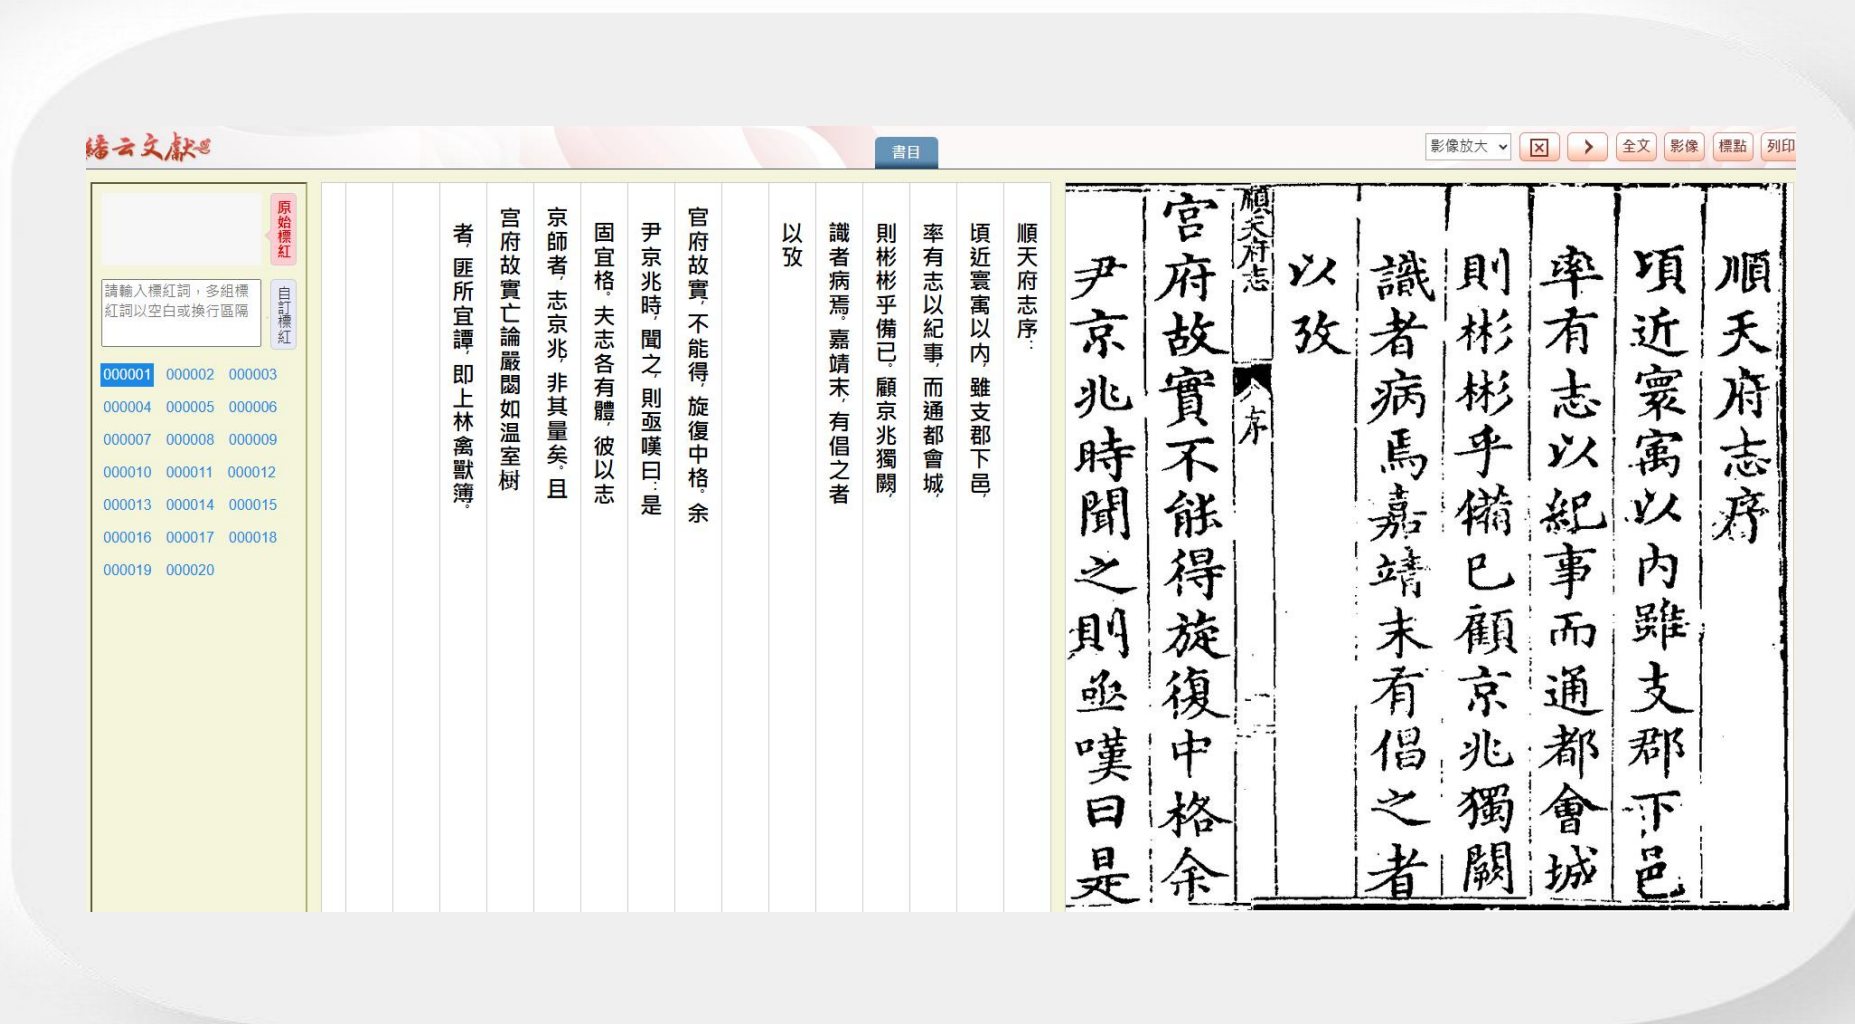 繙云文獻
書目
影像放大
全文
影像
標點
列印
原始標紅
請輸入標紅詞，多組標
紅詞以空白或換行區隔
自訂標紅
000001 000002 000003
000004 000005 000006
000007 000008 000009
000010 000011 000012
000013 000014 000015
000016 000017 000018
000019 000020
順天府志序：
頃近寰㝢以内，雖支郡下邑，
率有志以紀事，而通都會城，
則彬彬乎備已。顧京兆獨闕，
識者病焉。嘉靖末，有倡之者
以攷
官府故實，不能得，旋復中格。余
尹京兆時，聞之，則亟嘆曰：是
固宜格。夫志各有體，彼以志
京師者，志京兆，非其量矣。且
宫府故實亡論嚴閟如温室树
者，匪所宜譚，即上林禽獸簿。
順天府志序
頃近寰㝢以内雖支郡下邑
率有志以紀事而通都會城
則彬彬乎備已顧京兆獨闕
識者病焉嘉靖末有倡之者
以攷
順天府志
序
宫府故實不能得旋復中格余
尹京兆時聞之則亟嘆曰是